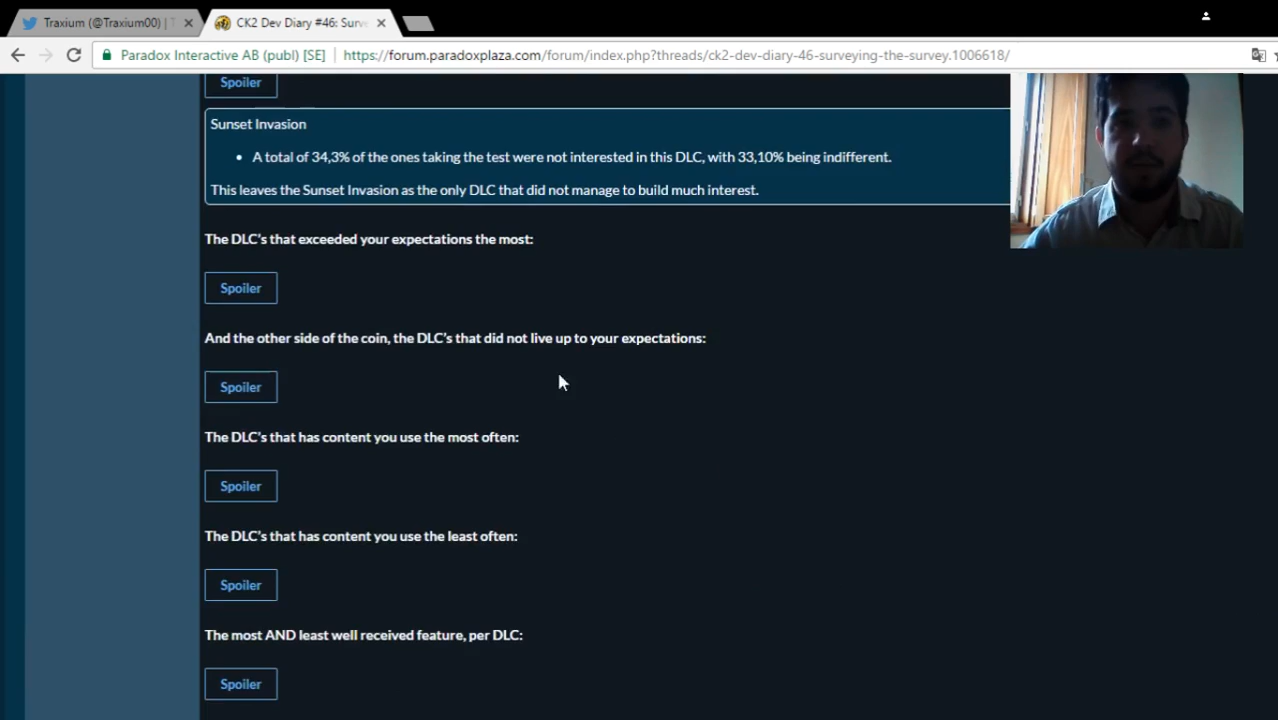 Traxium (@Traxium00) | T
CK2 Dev Diary #46: Surve
Paradox Interactive AB (publ) [SE]
https://forum.paradoxplaza.com/forum/index.php?threads/ck2-dev-diary-46-surveying-the-survey.1006618/
Spoiler
Sunset Invasion
• A total of 34,3% of the ones taking the test were not interested in this DLC, with 33,10% being indifferent.
This leaves the Sunset Invasion as the only DLC that did not manage to build much interest.
The DLC's that exceeded your expectations the most:
Spoiler
And the other side of the coin, the DLC's that did not live up to your expectations:
Spoiler
The DLC's that has content you use the most often:
Spoiler
The DLC's that has content you use the least often:
Spoiler
The most AND least well received feature, per DLC:
Spoiler